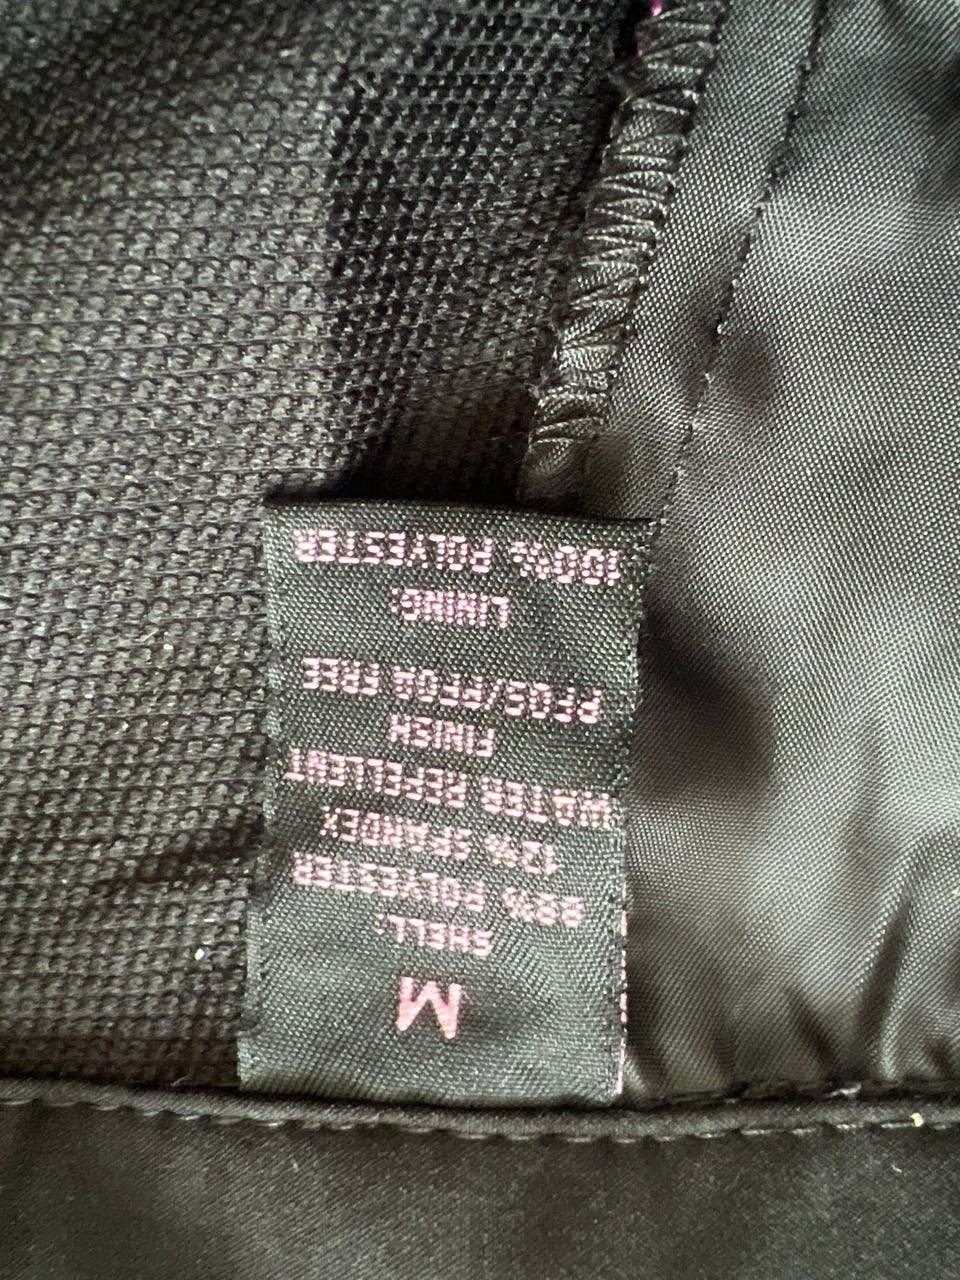 M
SHELL:
88% POLYESTER
12% SPANDEX
WATER REPELLENT
FINISH
PFOS/PFOA FREE
LINING:
100% POLYESTER